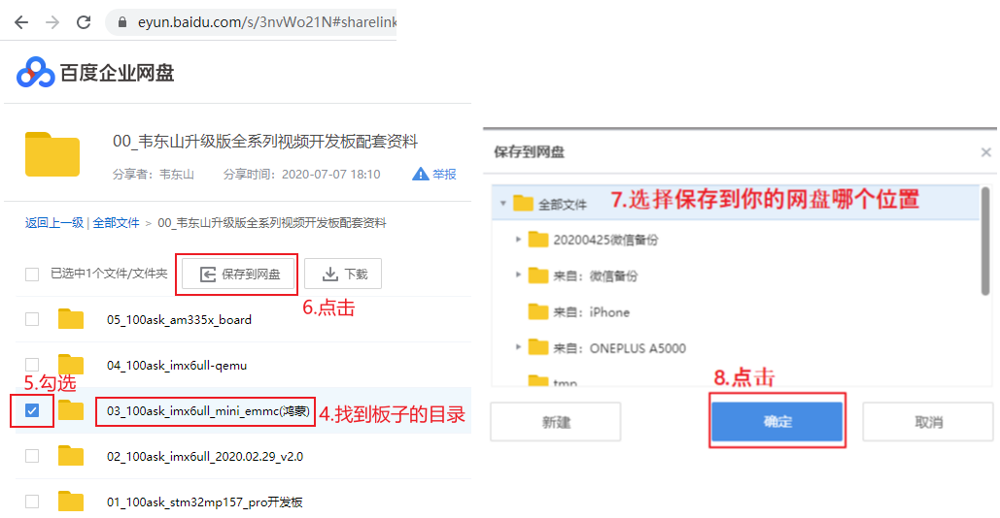 eyun.baidu.com/s/3nvWo21N#sharelink
百度企业网盘
00_韦东山升级版全系列视频开发板配套资料
分享者：韦东山 分享时间：2020-07-07 18:10 举报
返回上一级 | 全部文件 > 00_韦东山升级版全系列视频开发板配套资料
已选中1个文件/文件夹 保存到网盘 下载
6.点击
05_100ask_am335x_board
04_100ask_imx6ull-qemu
5.勾选
03_100ask_imx6ull_mini_emmc(鸿蒙) 4.找到板子的目录
02_100ask_imx6ull_2020.02.29_v2.0
01_100ask_stm32mp157_pro开发板
保存到网盘
全部文件 7.选择保存到你的网盘哪个位置
20200425微信备份
来自：微信备份
来自：iPhone
来自：ONEPLUS A5000
tmp
8.点击
新建 确定 取消